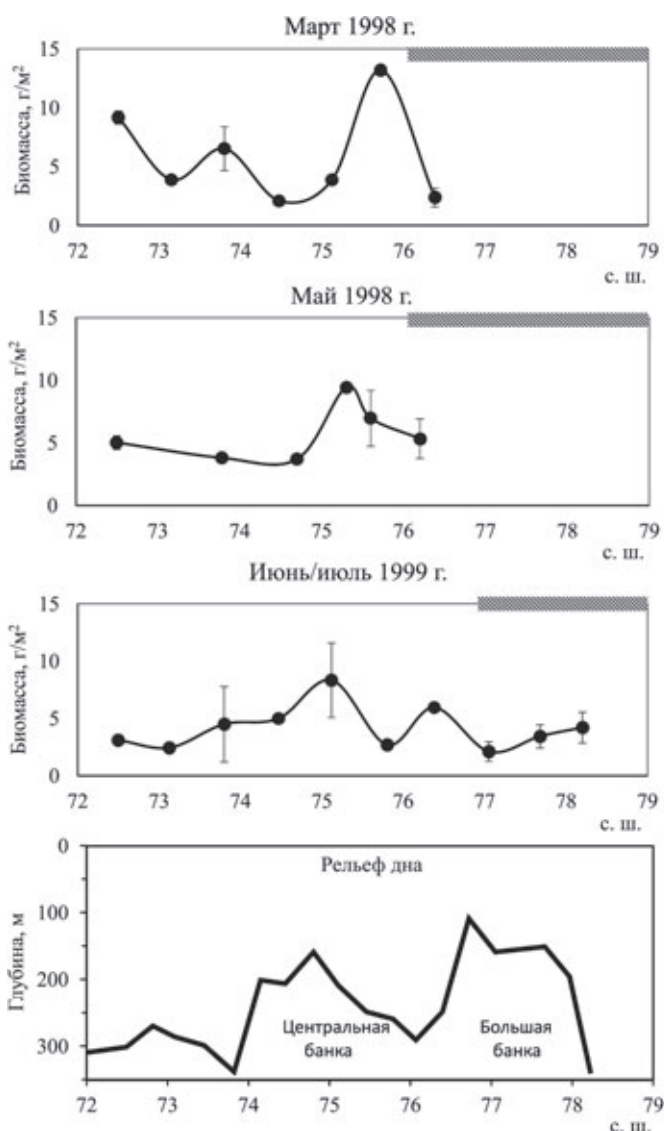 Март 1998 г.
Биомасса, г/м²
15
10
5
0
72 73 74 75 76 77 78 79
с. ш.
Май 1998 г.
Биомасса, г/м²
15
10
5
0
72 73 74 75 76 77 78 79
с. ш.
Июнь/июль 1999 г.
Биомасса, г/м²
15
10
5
0
72 73 74 75 76 77 78 79
с. ш.
Рельеф дна
Глубина, м
0
100
200
300
Центральная
банка
Большая
банка
72 73 74 75 76 77 78 79
с. ш.